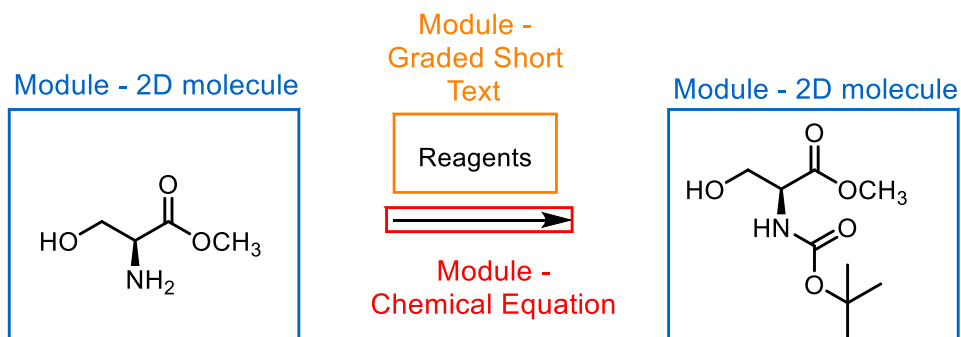 Module - 2D molecule
O
HO
OCH3
NH2
Module -
Graded Short
Text
Reagents
Module -
Chemical Equation
Module - 2D molecule
O
HO
OCH3
HN
O
O